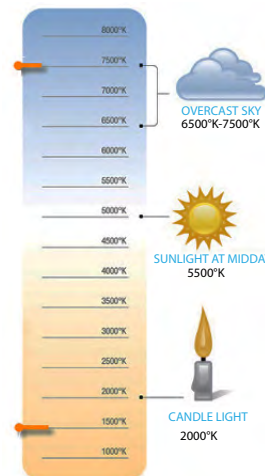 8000°K
7500°K
7000°K
6500°K
OVERCAST SKY
6500°K-7500°K
6000°K
5500°K
5000°K
4500°K
SUNLIGHT AT MIDDA
5500°K
4000°K
3500°K
3000°K
2500°K
2000°K
CANDLE LIGHT
2000°K
1500°K
1000°K